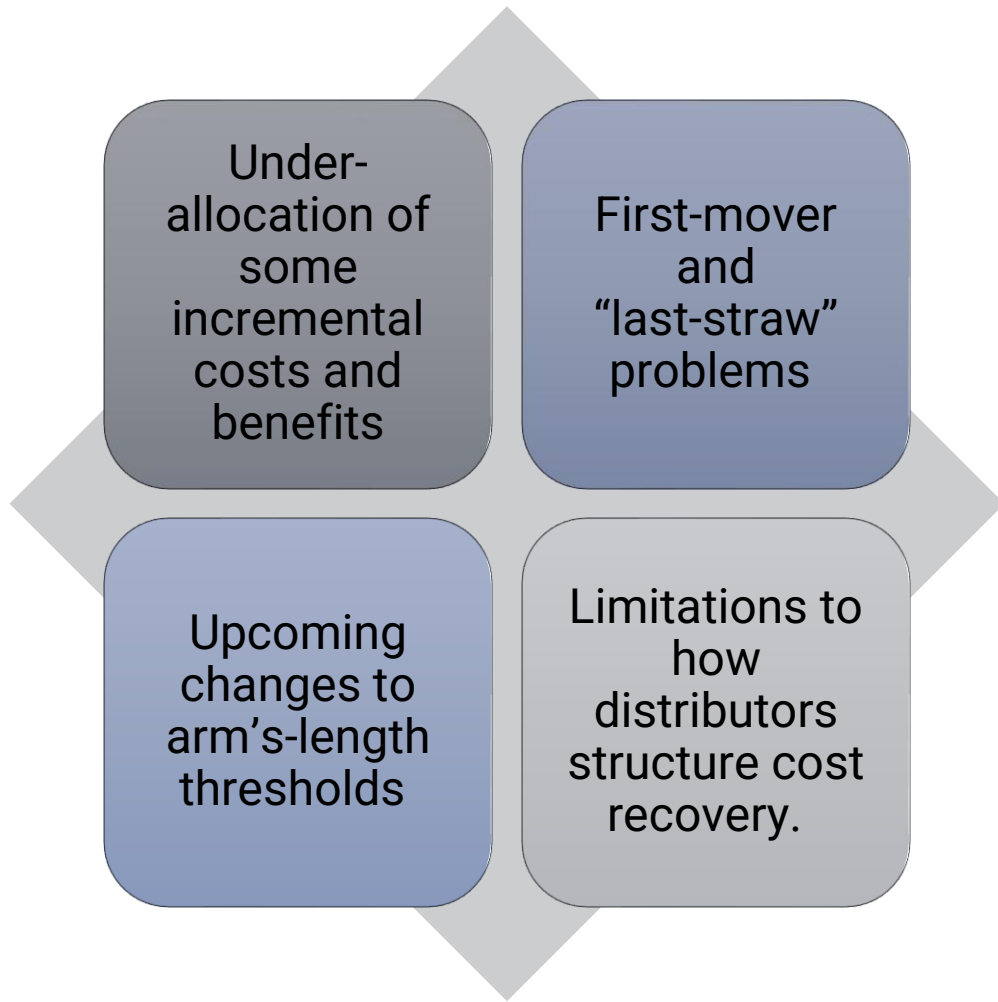 Under-
allocation of
some
incremental
costs and
benefits
First-mover
and
“last-straw”
problems
Upcoming
changes to
arm’s-length
thresholds
Limitations to
how
distributors
structure cost
recovery.